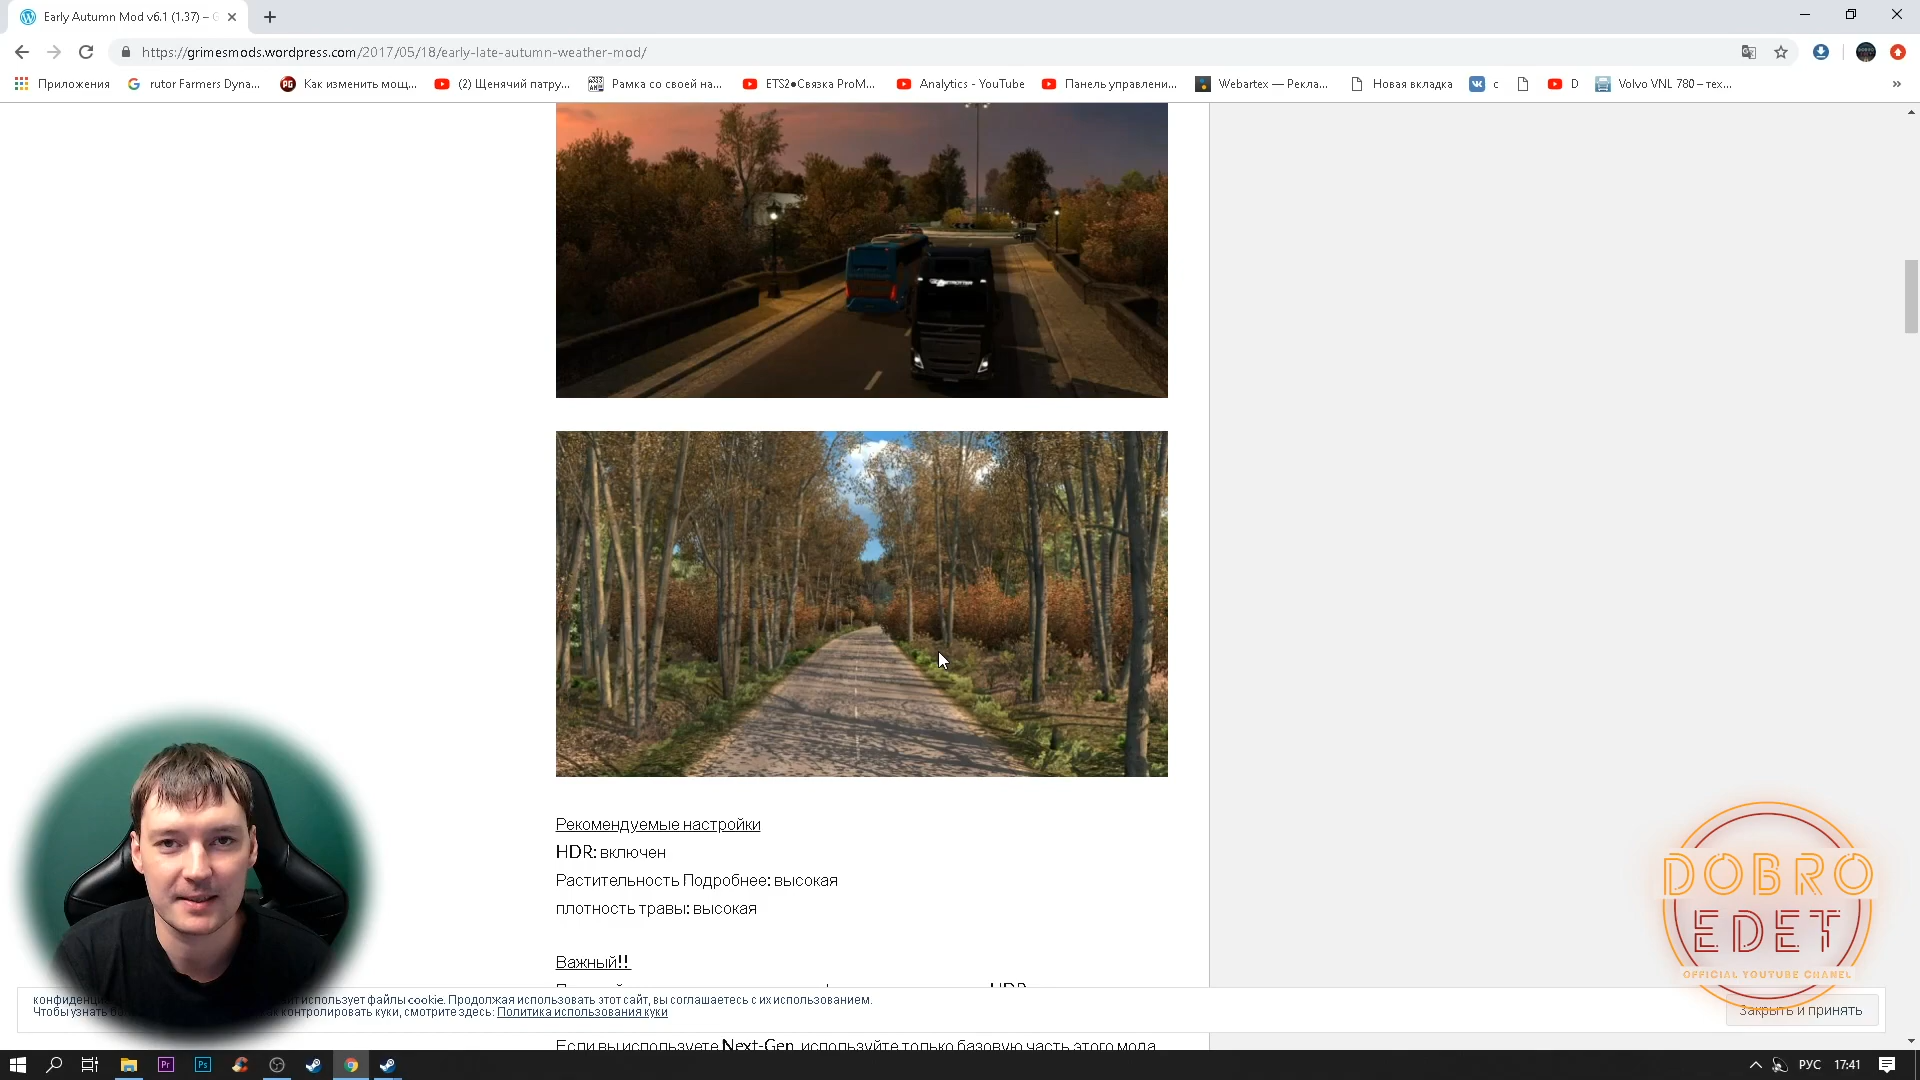 Early Autumn Mod v6.1 (1.37) – G
https://grimesmods.wordpress.com/2017/05/18/early-late-autumn-weather-mod/
Приложения rutor Farmers Dyna... Как изменить мощ... (2) Щенячий патру... Рамка со своей на... ETS2●Связка ProM... Analytics - YouTube Панель управлени... Webartex — Рекла... Новая вкладка с D Volvo VNL 780 – тех... »
Рекомендуемые настройки
HDR: включен
Растительность Подробнее: высокая
плотность травы: высокая
Важный!!
DOBRO
EDET
OFFICIAL YOUTUBE CHANEL
использует файлы cookie. Продолжая использовать этот сайт, вы соглашаетесь с их использованием.
Чтобы узнать контролировать куки, смотрите здесь: Политика использования куки
Закрыть и принять
Если вы используете Next-Gen, используйте только базовую часть этого мода
Pr Ps РУС 17:41